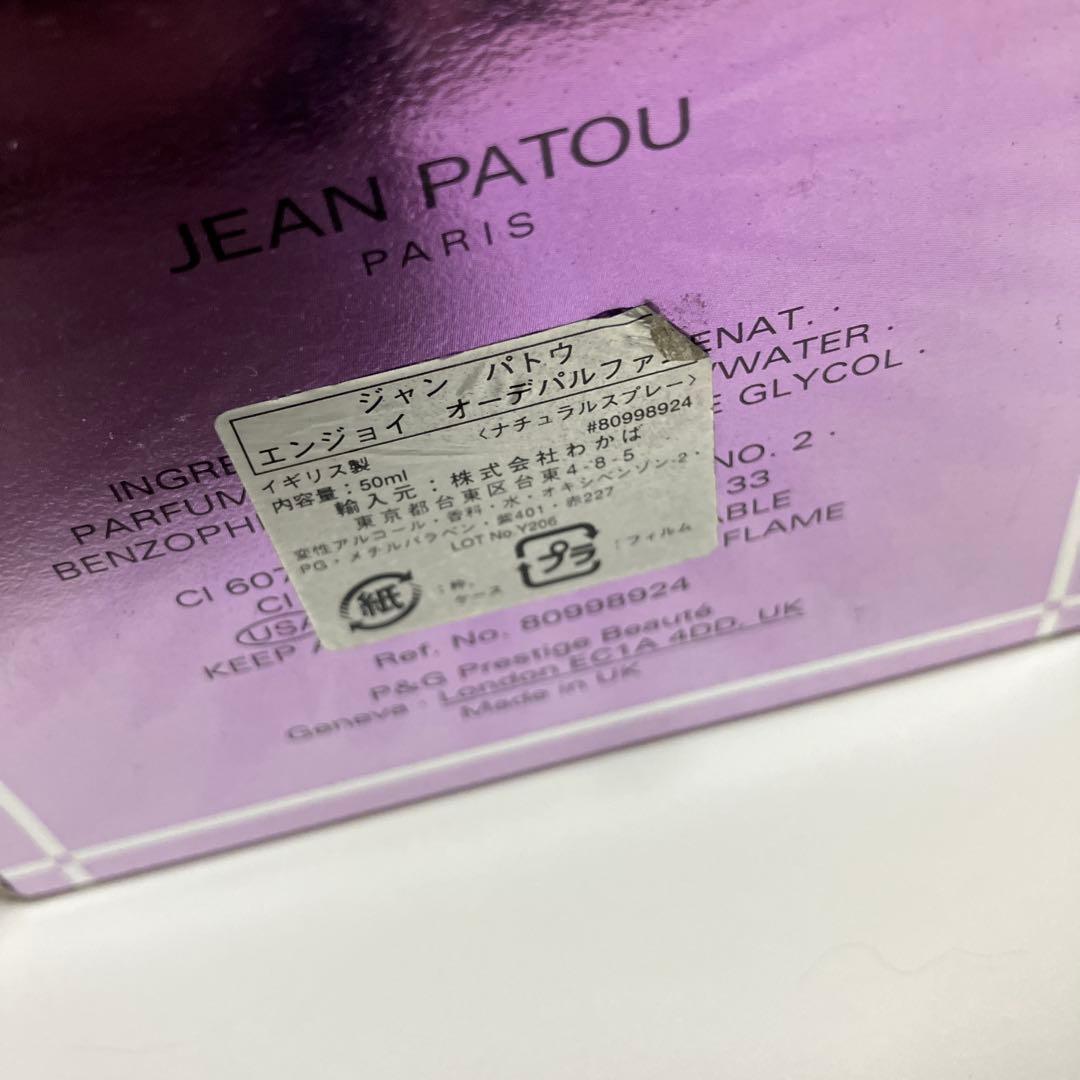 JEAN PATOU
PARIS
ジャン パトゥ
エンジョイ オーデパルファー
<ナチュラルスプレー>
#80998924
イギリス製
内容量：50ml
輸入元：株式会社わかば
東京都台東区台東4-8-5
変性アルコール・香料・水・オキシベンゾン-2・
PG・メチルパラベン・紫401・赤227
LOT No.Y206
紙
：枠、
ケース
プラ
：フィルム
INGRE ENAT. ·
PARFUM /WATER ·
BENZOPH E GLYCOL ·
NO. 2 ·
CI 607 33
CI ABLE
USA FLAME
KEEP A
Ref. No. 80998924
P&G Prestige Beauté
Geneva · London EC1A 4DD, UK
Made in UK